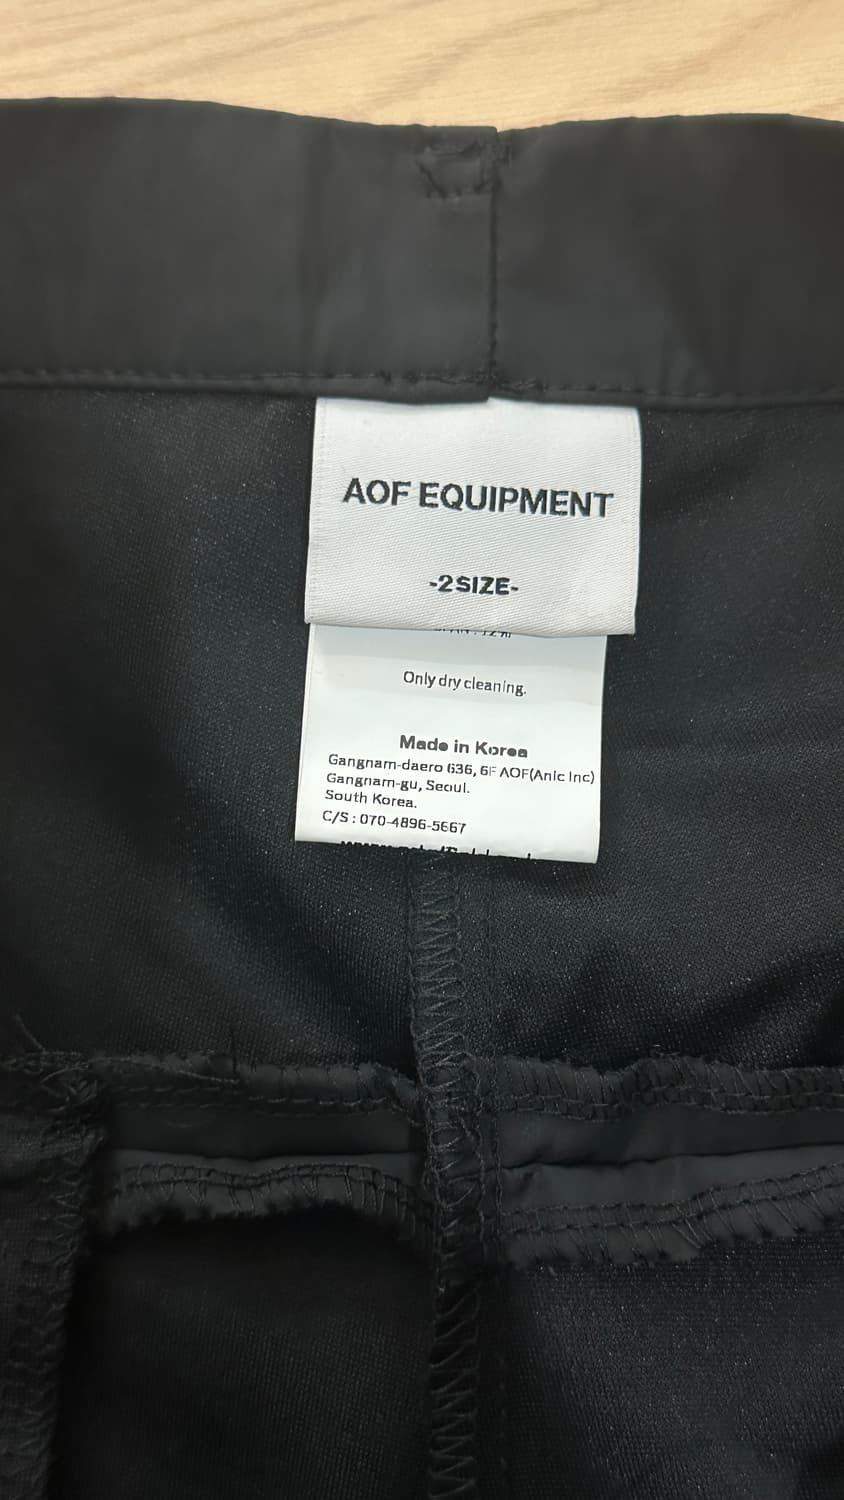 AOF EQUIPMENT
-2SIZE-
Only dry cleaning.
Made in Korea
Gangnam-daero 636, 6F AOF(Anic Inc)
Gangnam-gu, Seoul.
South Korea.
C/S : 070-4896-5667